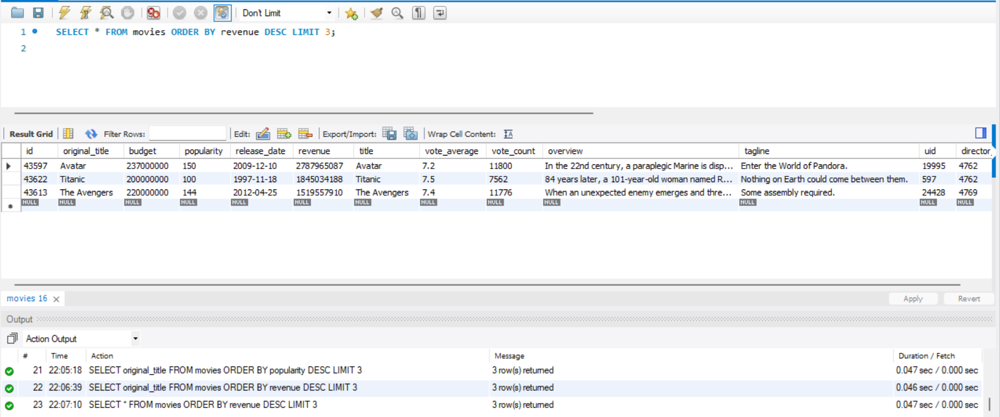 Don't Limit
1 SELECT * FROM movies ORDER BY revenue DESC LIMIT 3;
2
Result Grid Filter Rows: Edit: Export/Import: Wrap Cell Content:
id original_title budget popularity release_date revenue title vote_average vote_count overview tagline uid director_
43597 Avatar 237000000 150 2009-12-10 2787965087 Avatar 7.2 11800 In the 22nd century, a paraplegic Marine is disp... Enter the World of Pandora. 19995 4762
43622 Titanic 200000000 100 1997-11-18 1845034188 Titanic 7.5 7562 84 years later, a 101-year-old woman named R... Nothing on Earth could come between them. 597 4762
43613 The Avengers 220000000 144 2012-04-25 1519557910 The Avengers 7.4 11776 When an unexpected enemy emerges and thre... Some assembly required. 24428 4769
NULL NULL NULL NULL NULL NULL NULL NULL NULL NULL NULL NULL NULL
movies 16 Apply Revert
Output
Action Output
# Time Action Message Duration / Fetch
21 22:05:18 SELECT original_title FROM movies ORDER BY popularity DESC LIMIT 3 3 row(s) returned 0.047 sec / 0.000 sec
22 22:06:39 SELECT original_title FROM movies ORDER BY revenue DESC LIMIT 3 3 row(s) returned 0.046 sec / 0.000 sec
23 22:07:10 SELECT * FROM movies ORDER BY revenue DESC LIMIT 3 3 row(s) returned 0.047 sec / 0.000 sec